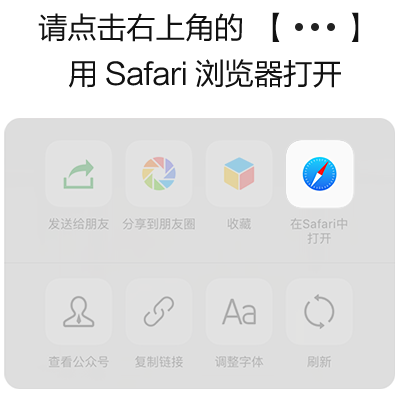 请点击右上角的 【 ••• 】
用 Safari 浏览器打开
发送给朋友 分享到朋友圈 收藏 在Safari中
打开
Aa
查看公众号 复制链接 调整字体 刷新